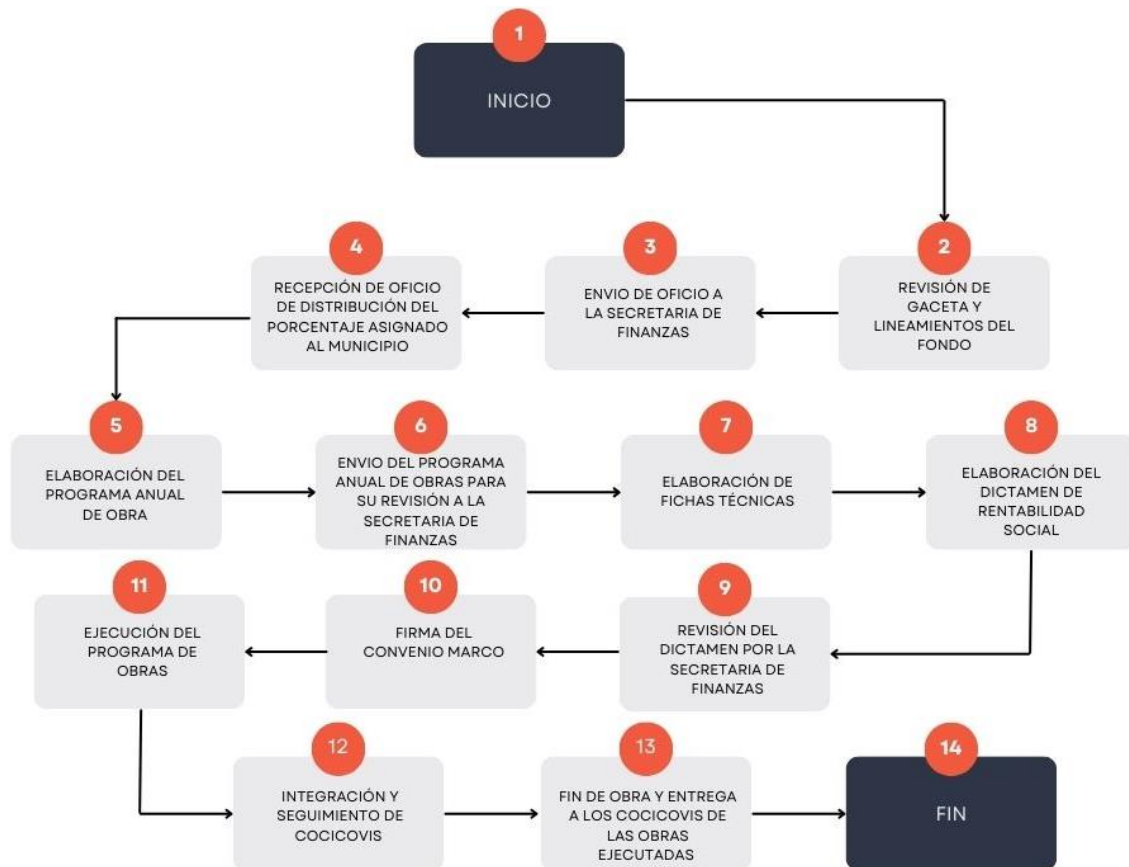 1
INICIO
2
REVISIÓN DE
GACETA Y
LINEAMIENTOS DEL
FONDO
3
ENVIO DE OFICIO A
LA SECRETARIA DE
FINANZAS
4
RECEPCIÓN DE OFICIO
DE DISTRIBUCIÓN DEL
PORCENTAJE ASIGNADO
AL MUNICIPIO
5
ELABORACIÓN DEL
PROGRAMA ANUAL
DE OBRA
6
ENVIO DEL PROGRAMA
ANUAL DE OBRAS PARA
SU REVISIÓN A LA
SECRETARIA DE
FINANZAS
7
ELABORACIÓN DE
FICHAS TÉCNICAS
8
ELABORACIÓN DEL
DICTAMEN DE
RENTABILIDAD
SOCIAL
9
REVISIÓN DEL
DICTAMEN POR LA
SECRETARIA DE
FINANZAS
10
FIRMA DEL
CONVENIO MARCO
11
EJECUCIÓN DEL
PROGRAMA DE
OBRAS
12
INTEGRACIÓN Y
SEGUIMIENTO DE
COCICOVIS
13
FIN DE OBRA Y ENTREGA
A LOS COCICOVIS DE
LAS OBRAS
EJECUTADAS
14
FIN